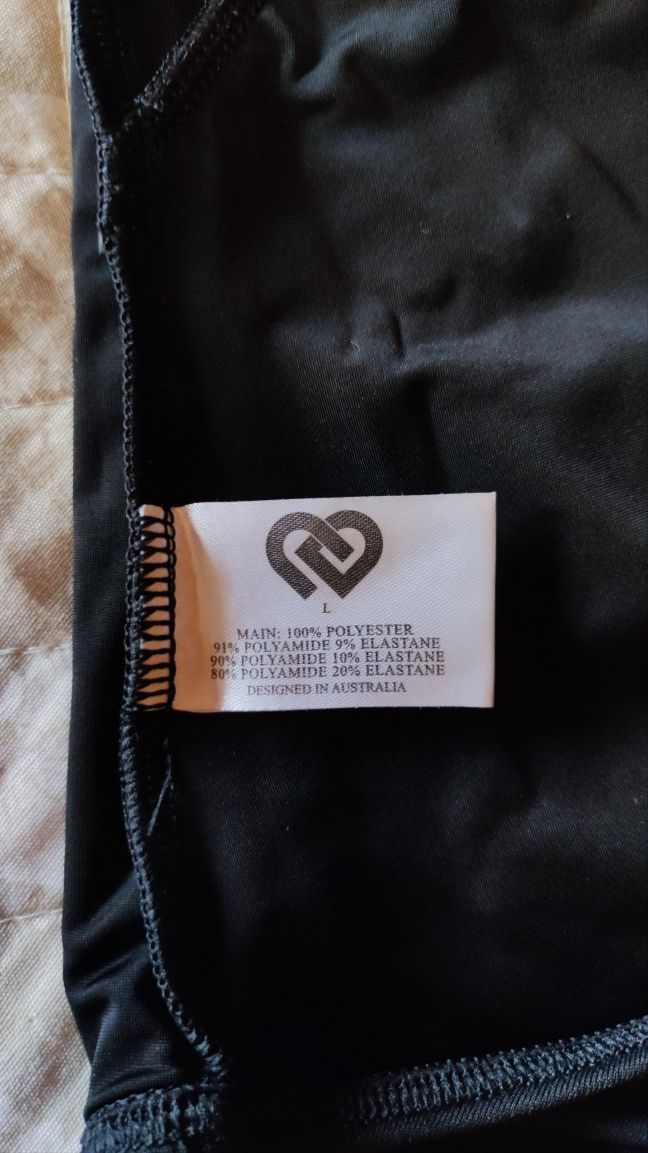 L
MAIN: 100% POLYESTER
91% POLYAMIDE 9% ELASTANE
90% POLYAMIDE 10% ELASTANE
80% POLYAMIDE 20% ELASTANE
DESIGNED IN AUSTRALIA